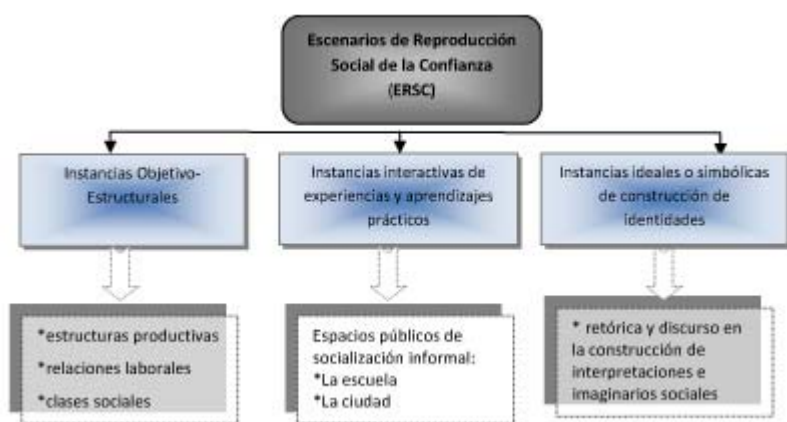 Escenarios de Reproducción
Social de la Confianza
(ERSC)
Instancias Objetivo-
Estructurales
Instancias interactivas de
experiencias y aprendizajes
prácticos
Instancias ideales o simbólicas
de construcción de
identidades
*estructuras productivas
*relaciones laborales
*clases sociales
Espacios públicos de
socialización informal:
*La escuela
*La ciudad
* retórica y discurso en
la construcción de
interpretaciones e
imaginarios sociales